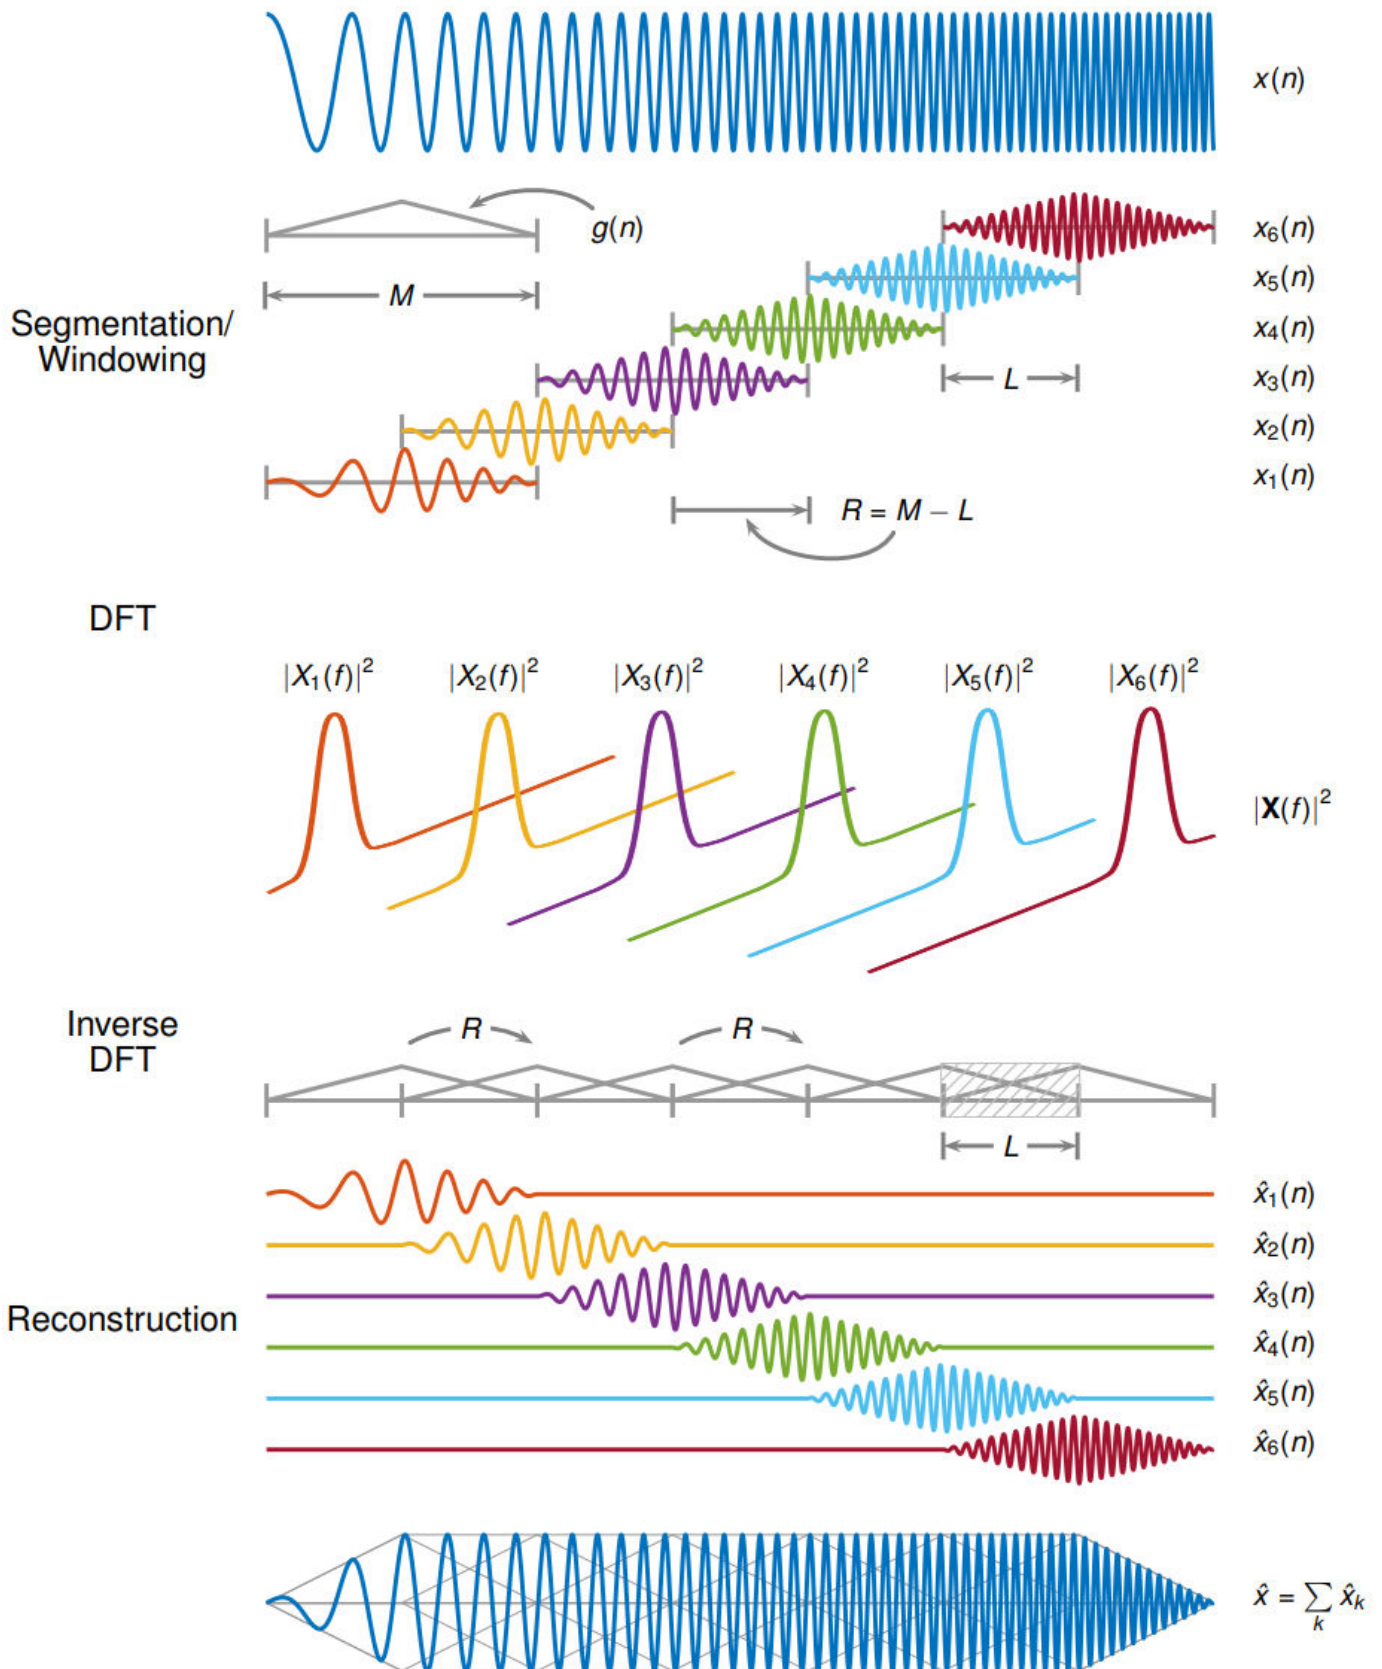 x(n)
g(n)
M
Segmentation/
Windowing
x₆(n)
x₅(n)
x₄(n)
L
x₃(n)
x₂(n)
x₁(n)
R = M − L
DFT
|X₁(f)|² |X₂(f)|² |X₃(f)|² |X₄(f)|² |X₅(f)|² |X₆(f)|²
|𝐗(f)|²
Inverse
DFT
R R
L
x̂₁(n)
x̂₂(n)
x̂₃(n)
Reconstruction
x̂₄(n)
x̂₅(n)
x̂₆(n)
x̂ = ∑ x̂ₖ
k